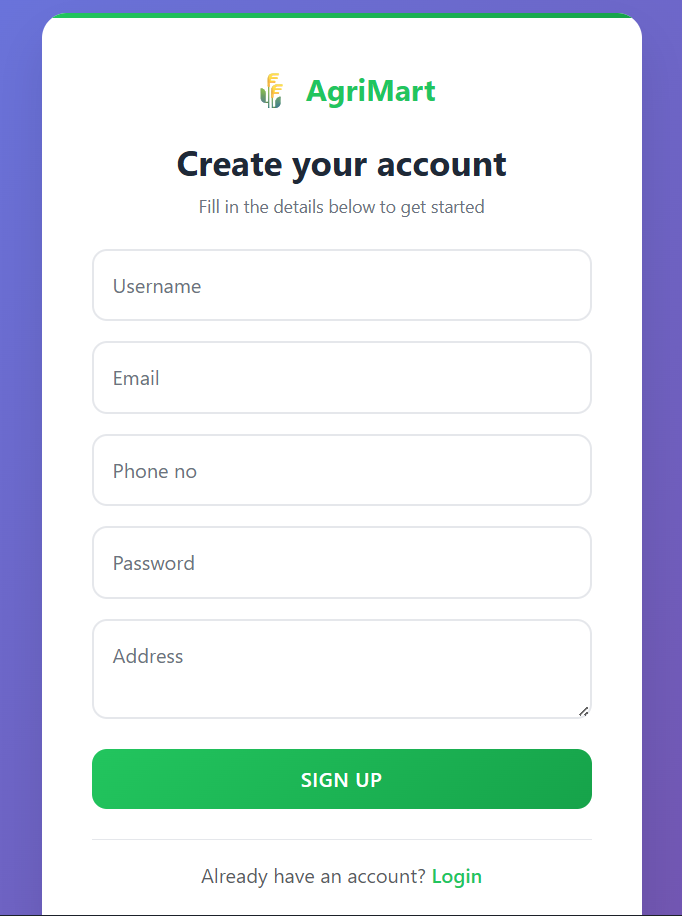 AgriMart
Create your account
Fill in the details below to get started
Username
Email
Phone no
Password
Address
SIGN UP
Already have an account? Login